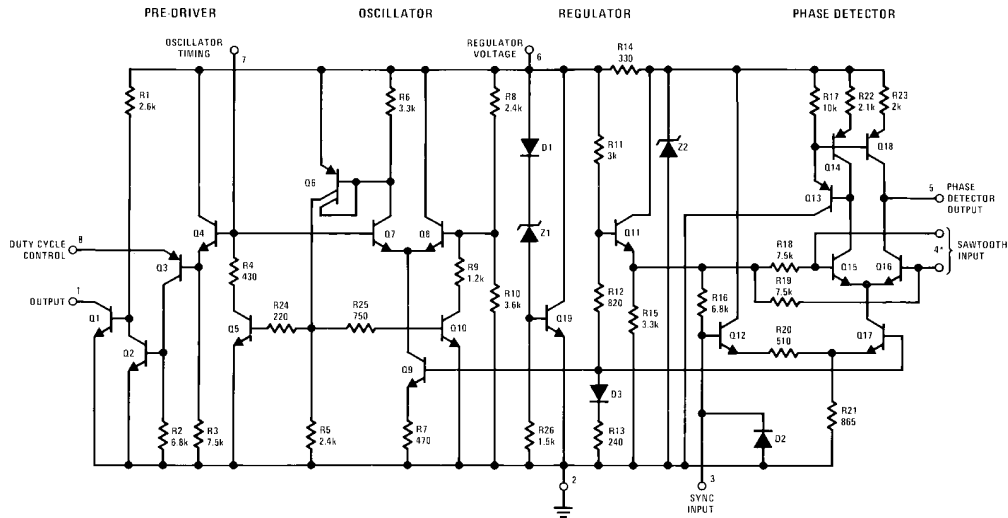 PRE-DRIVER
OSCILLATOR
REGULATOR
PHASE DETECTOR
OSCILLATOR
TIMING
7
REGULATOR
VOLTAGE
6
R14
330
R1
2.6k
R6
3.3k
R8
2.4k
D1
R11
3k
Z2
R17
10k
R22
2.1k
R23
2k
Q14
Q18
Q6
Q13
5
PHASE
DETECTOR
OUTPUT
8
DUTY CYCLE
CONTROL
Q4
Q3
Q7
Q8
Z1
Q11
R18
7.5k
Q15
Q16
4*
SAWTOOTH
INPUT
R4
430
R9
1.2k
R19
7.5k
1
OUTPUT
R10
3.6k
R12
820
R15
3.3k
R16
6.8k
Q1
Q2
Q5
R24
220
R25
750
Q10
Q19
Q12
R20
510
Q17
Q9
D3
R2
6.8k
R3
7.5k
R5
2.4k
R7
470
R26
1.5k
R13
240
D2
R21
865
2
3
SYNC
INPUT